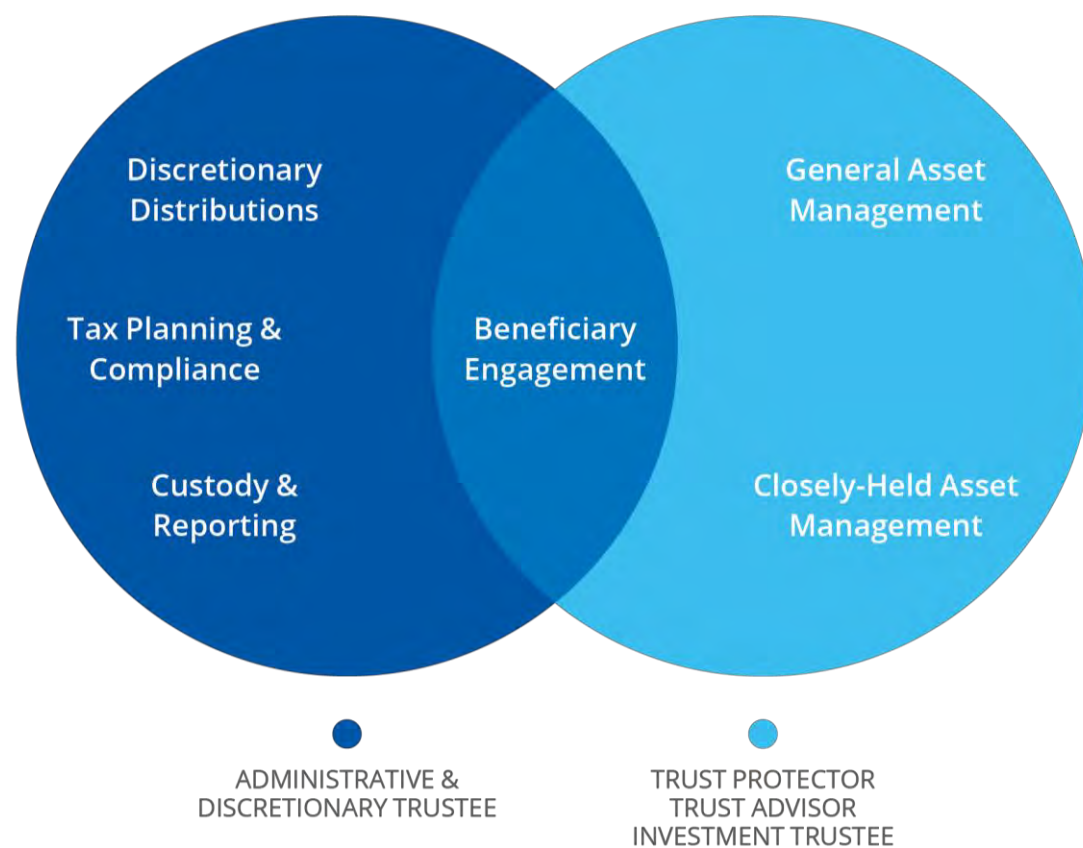 Discretionary
Distributions
Tax Planning &
Compliance
Custody &
Reporting
Beneficiary
Engagement
General Asset
Management
Closely-Held Asset
Management
ADMINISTRATIVE &
DISCRETIONARY TRUSTEE
TRUST PROTECTOR
TRUST ADVISOR
INVESTMENT TRUSTEE